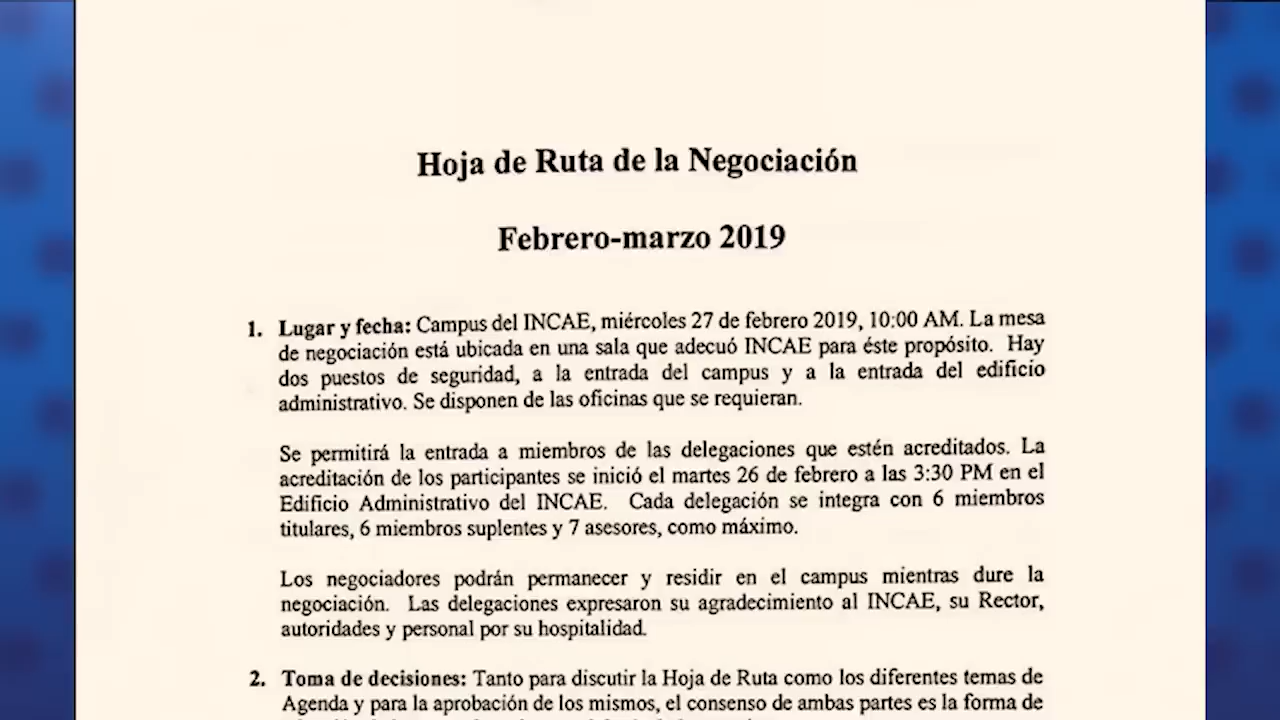 Hoja de Ruta de la Negociación
Febrero-marzo 2019
1. Lugar y fecha: Campus del INCAE, miércoles 27 de febrero 2019, 10:00 AM. La mesa
de negociación está ubicada en una sala que adecuó INCAE para éste propósito. Hay
dos puestos de seguridad, a la entrada del campus y a la entrada del edificio
administrativo. Se disponen de las oficinas que se requieran.
Se permitirá la entrada a miembros de las delegaciones que estén acreditados. La
acreditación de los participantes se inició el martes 26 de febrero a las 3:30 PM en el
Edificio Administrativo del INCAE. Cada delegación se integra con 6 miembros
titulares, 6 miembros suplentes y 7 asesores, como máximo.
Los negociadores podrán permanecer y residir en el campus mientras dure la
negociación. Las delegaciones expresaron su agradecimiento al INCAE, su Rector,
autoridades y personal por su hospitalidad.
2. Toma de decisiones: Tanto para discutir la Hoja de Ruta como los diferentes temas de
Agenda y para la aprobación de los mismos, el consenso de ambas partes es la forma de